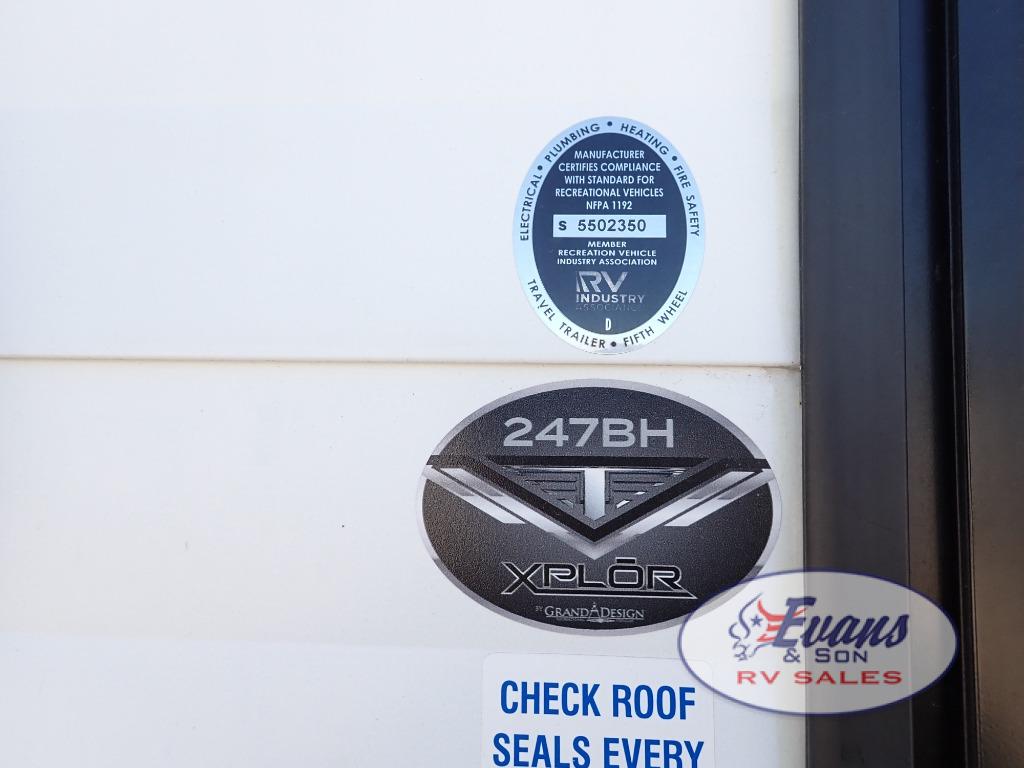 ELECTRICAL • PLUMBING • HEATING • FIRE SAFETY
MANUFACTURER
CERTIFIES COMPLIANCE
WITH STANDARD FOR
RECREATIONAL VEHICLES
NFPA 1192
S 5502350
MEMBER
RECREATION VEHICLE
INDUSTRY ASSOCIATION
RV
INDUSTRY
D
TRAVEL TRAILER • FIFTH WHEEL
247BH
XPLŌR
BY GRAND DESIGN
Evans
& SON
RV SALES
CHECK ROOF
SEALS EVERY